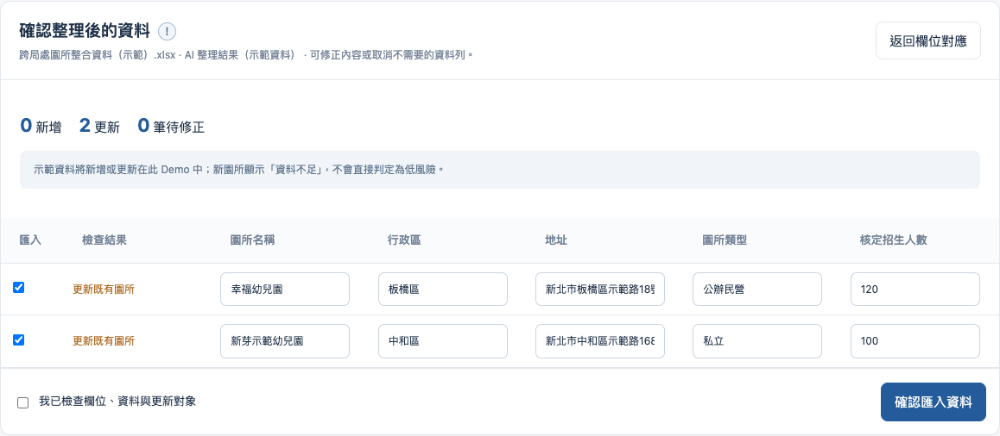 確認整理後的資料 !
返回欄位對應
跨局處園所整合資料（示範）.xlsx · AI 整理結果（示範資料） · 可修正內容或取消不需要的資料列。
0 新增 2 更新 0 筆待修正
示範資料將新增或更新在此 Demo 中；新園所顯示「資料不足」，不會直接判定為低風險。
匯入 檢查結果 園所名稱 行政區 地址 園所類型 核定招生人數
更新既有園所 幸福幼兒園 板橋區 新北市板橋區示範路18 公辦民營 120
更新既有園所 新芽示範幼兒園 中和區 新北市中和區示範路168 私立 100
我已檢查欄位、資料與更新對象
確認匯入資料